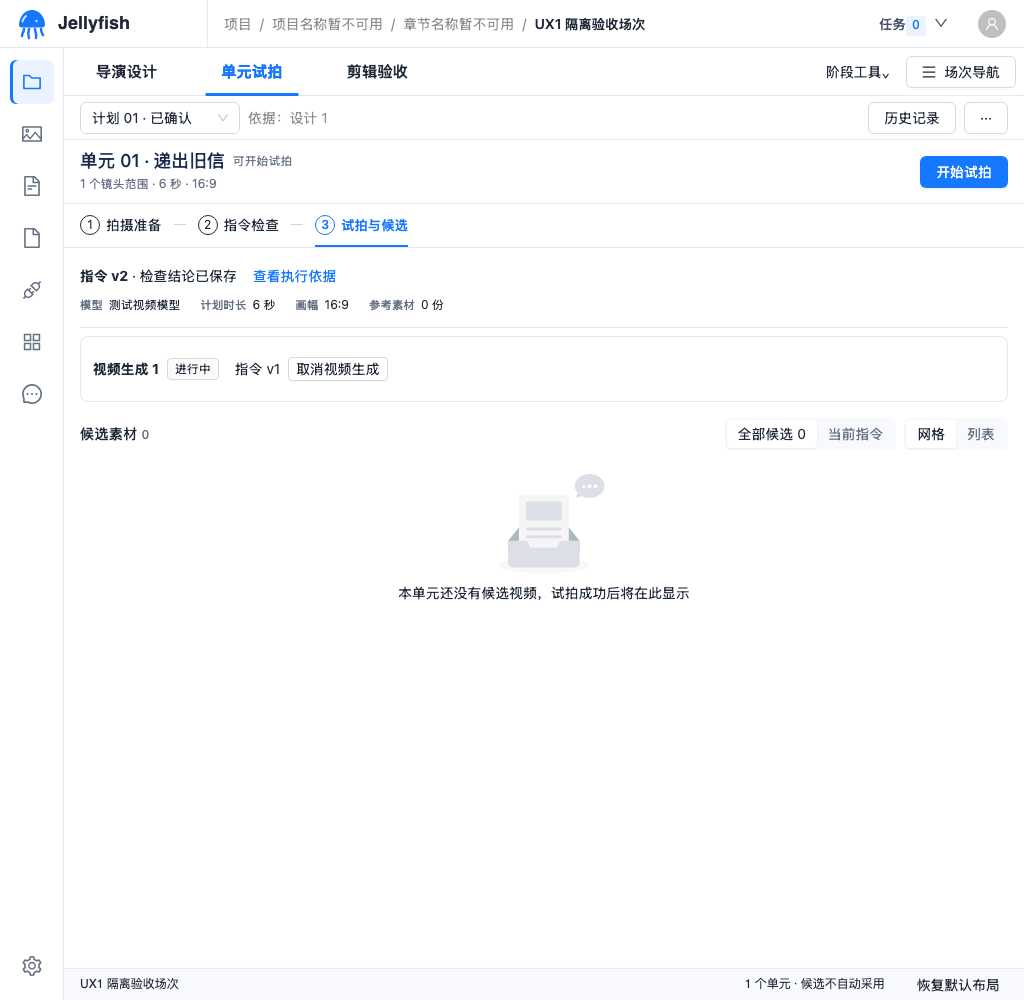 Jellyfish
项目 / 项目名称暂不可用 / 章节名称暂不可用 / UX1 隔离验收场次
任务 0
导演设计 单元试拍 剪辑验收
阶段工具 场次导航
计划 01 · 已确认 依据：设计 1
历史记录 ···
单元 01 · 递出旧信 可开始试拍
1 个镜头范围 · 6 秒 · 16:9
开始试拍
1 拍摄准备 — 2 指令检查 — 3 试拍与候选
指令 v2 · 检查结论已保存 查看执行依据
模型 测试视频模型 计划时长 6 秒 画幅 16:9 参考素材 0 份
视频生成 1 进行中 指令 v1 取消视频生成
候选素材 0
全部候选 0 当前指令 网格 列表
本单元还没有候选视频，试拍成功后将在此显示
UX1 隔离验收场次
1 个单元 · 候选不自动采用 恢复默认布局